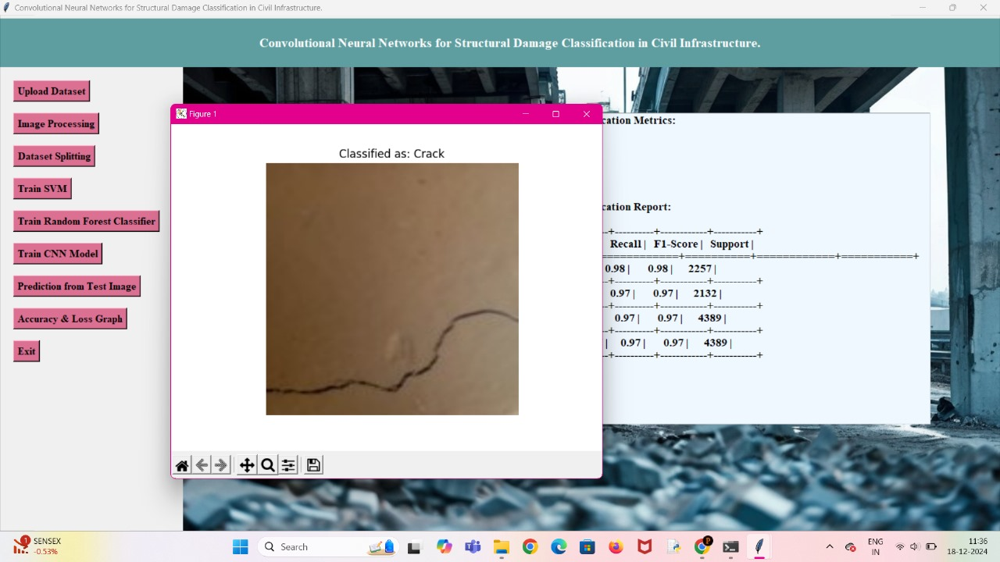 Convolutional Neural Networks for Structural Damage Classification in Civil Infrastructure.
Convolutional Neural Networks for Structural Damage Classification in Civil Infrastructure.
Upload Dataset
Image Processing
Dataset Splitting
Train SVM
Train Random Forest Classifier
Train CNN Model
Prediction from Test Image
Accuracy & Loss Graph
Exit
Figure 1
Classified as: Crack
cation Metrics:
cation Report:
--+----------+------------+-----------+
Recall | F1-Score | Support |
============+==========+============+===========+
0.98 | 0.98 | 2257 |
--+----------+------------+-----------+
0.97 | 0.97 | 2132 |
--+----------+------------+-----------+
0.97 | 0.97 | 4389 |
--+----------+------------+-----------+
| 0.97 | 0.97 | 4389 |
--+----------+------------+-----------+
1
SENSEX
-0.53%
Search
P
ENG
IN
11:36
18-12-2024